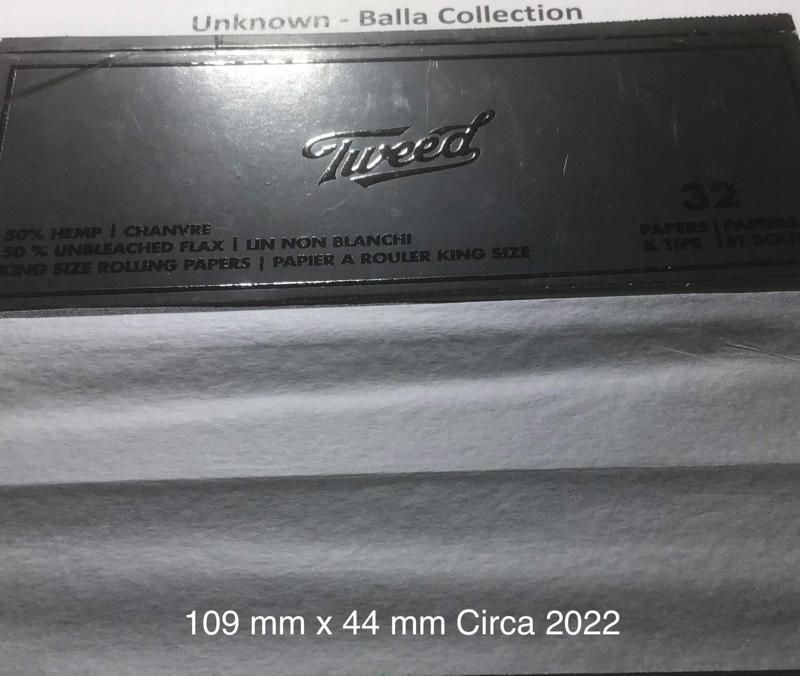 Unknown - Balla Collection
Tweed
50% HEMP | CHANVRE
50 % UNBLEACHED FLAX | LIN NON BLANCHI
KING SIZE ROLLING PAPERS | PAPIER A ROULER KING SIZE
32
PAPERS | PAPIERS
& TIPS | ET BOUT
109 mm x 44 mm Circa 2022